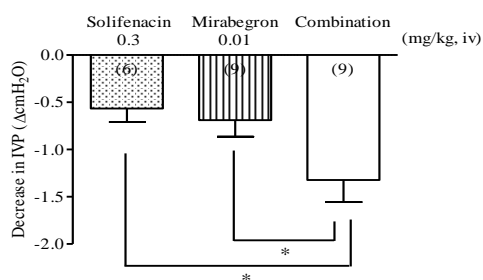 Solifenacin Mirabegron Combination
0.3 0.01 (mg/kg, iv)
0.0
(6) (9) (9)
-0.5
-1.0
-1.5
-2.0
Decrease in IVP (ΔcmH₂O)
*
*